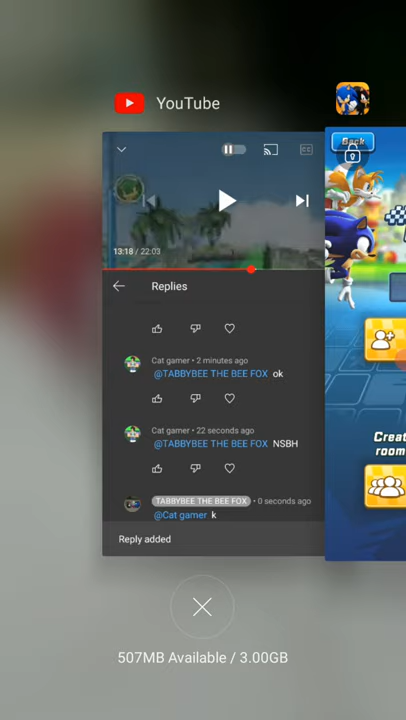 YouTube
CC
13:18 / 22:03
Replies
Cat gamer • 2 minutes ago
@TABBYBEE THE BEE FOX ok
Cat gamer • 22 seconds ago
@TABBYBEE THE BEE FOX NSBH
TABBYBEE THE BEE FOX • 0 seconds ago
@Cat gamer k
Reply added
Back
Creat
room
507MB Available / 3.00GB